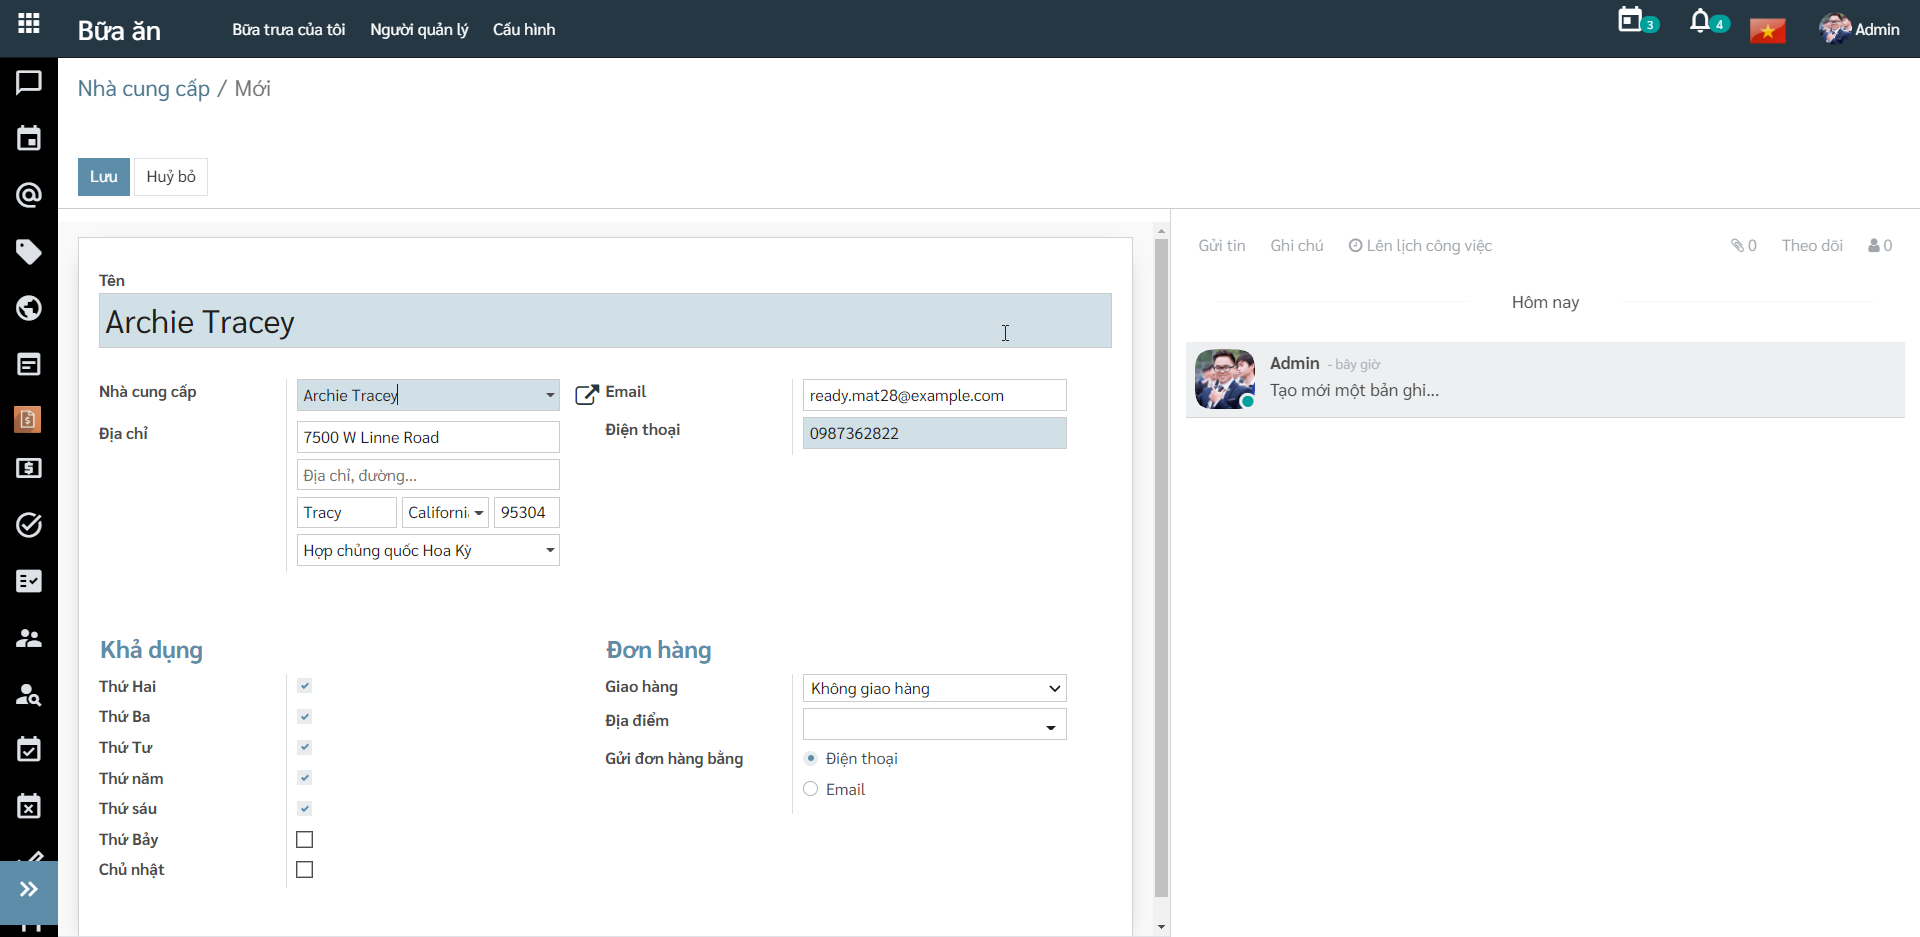 Bữa ăn
Bữa trưa của tôi
Người quản lý
Cấu hình
3
4
Admin
Nhà cung cấp / Mới
Lưu
Huỷ bỏ
Tên
Archie Tracey
Nhà cung cấp
Archie Tracey
Địa chỉ
7500 W Linne Road
Địa chỉ, đường...
Tracy
Californi
95304
Hợp chủng quốc Hoa Kỳ
Email
ready.mat28@example.com
Điện thoại
0987362822
Khả dụng
Thứ Hai
Thứ Ba
Thứ Tư
Thứ năm
Thứ sáu
Thứ Bảy
Chủ nhật
Đơn hàng
Giao hàng
Không giao hàng
Địa điểm
Gửi đơn hàng bằng
Điện thoại
Email
Gửi tin
Ghi chú
Lên lịch công việc
0
Theo dõi
0
Hôm nay
Admin - bây giờ
Tạo mới một bản ghi...